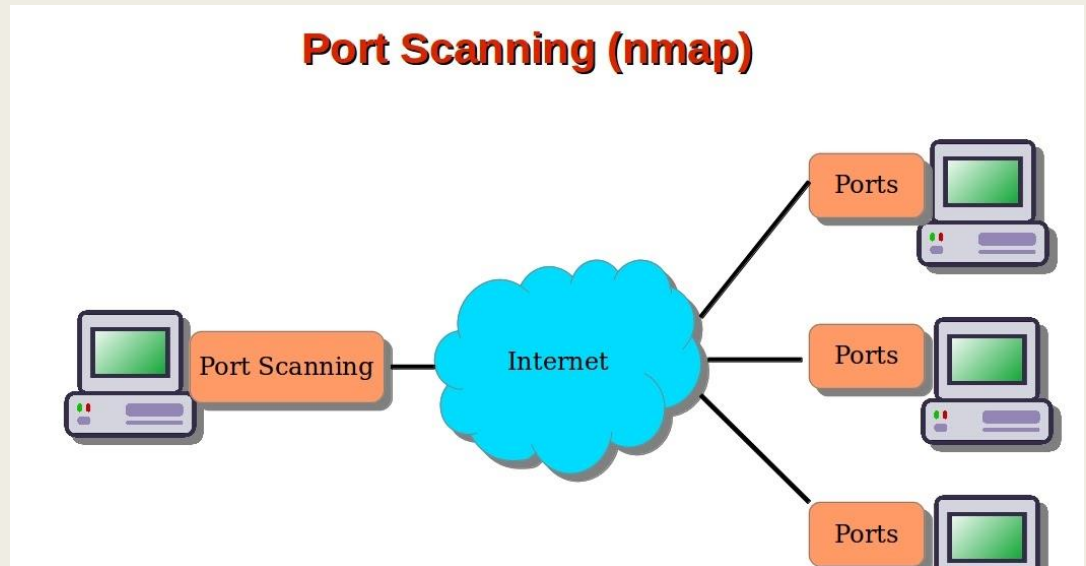 Port Scanning (nmap)
Ports
Port Scanning
Internet
Ports
Ports